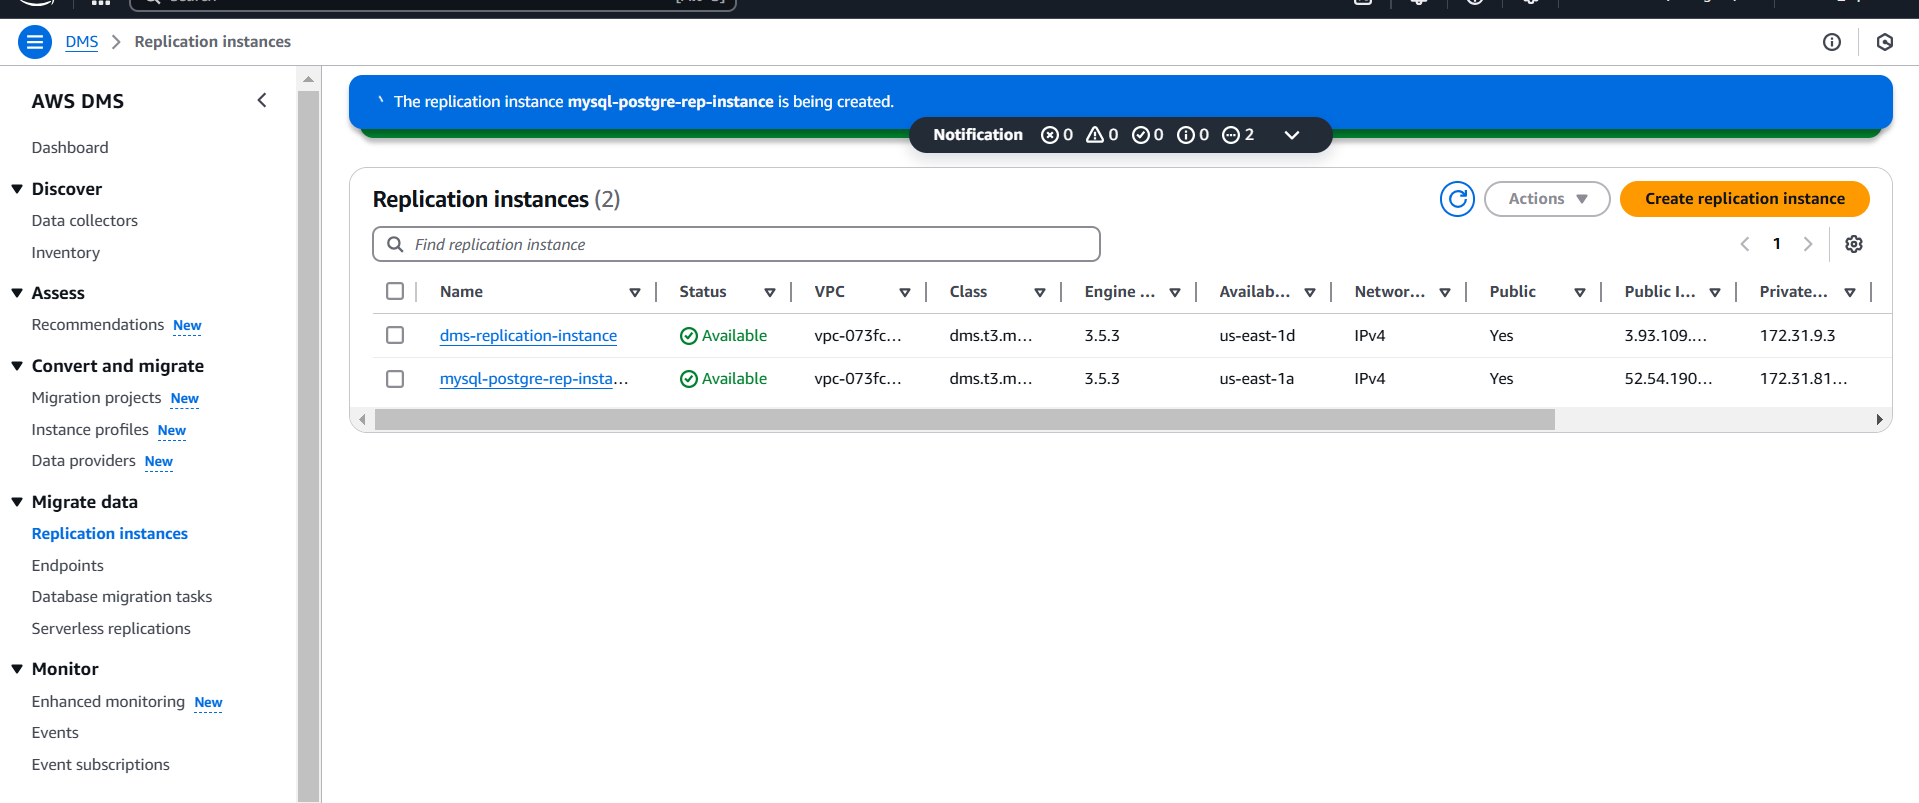 DMS > Replication instances
AWS DMS
Dashboard
Discover
Data collectors
Inventory
Assess
Recommendations New
Convert and migrate
Migration projects New
Instance profiles New
Data providers New
Migrate data
Replication instances
Endpoints
Database migration tasks
Serverless replications
Monitor
Enhanced monitoring New
Events
Event subscriptions
The replication instance mysql-postgre-rep-instance is being created.
Notification 0 0 0 0 2
Replication instances (2)
Actions
Create replication instance
Find replication instance
1
Name Status VPC Class Engine ... Availab... Networ... Public Public I... Private...
dms-replication-instance Available vpc-073fc... dms.t3.m... 3.5.3 us-east-1d IPv4 Yes 3.93.109.... 172.31.9.3
mysql-postgre-rep-insta... Available vpc-073fc... dms.t3.m... 3.5.3 us-east-1a IPv4 Yes 52.54.190... 172.31.81...